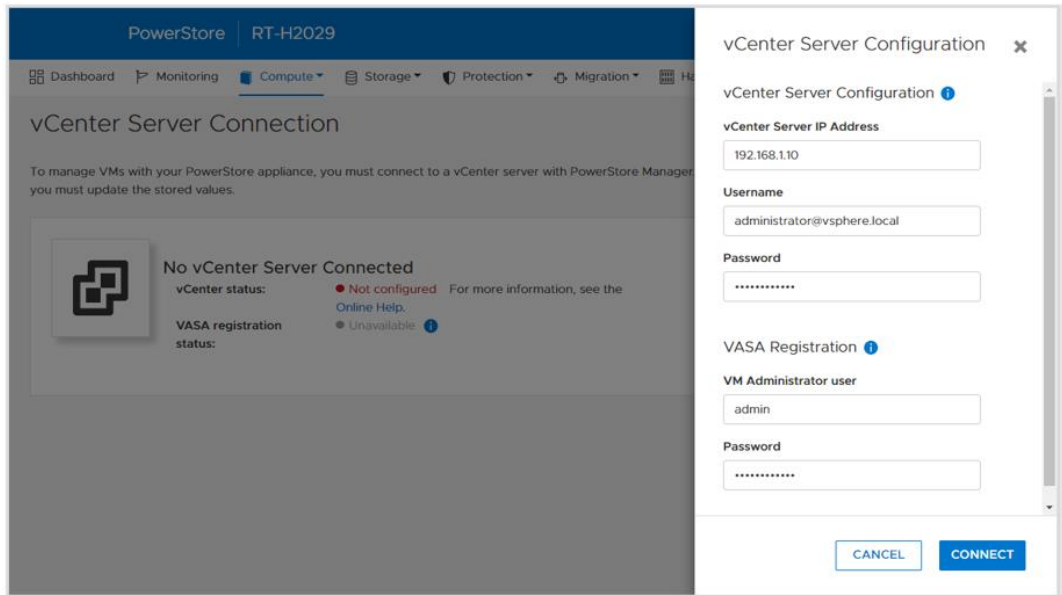 PowerStore RT-H2029
Dashboard Monitoring Compute Storage Protection Migration Ha
vCenter Server Connection
To manage VMs with your PowerStore appliance, you must connect to a vCenter server with PowerStore Manager.
you must update the stored values.
No vCenter Server Connected
vCenter status: Not configured For more information, see the
Online Help.
VASA registration Unavailable
status:
vCenter Server Configuration
vCenter Server Configuration
vCenter Server IP Address
192.168.1.10
Username
administrator@vsphere.local
Password
••••••••••••
VASA Registration
VM Administrator user
admin
Password
••••••••••••
CANCEL CONNECT